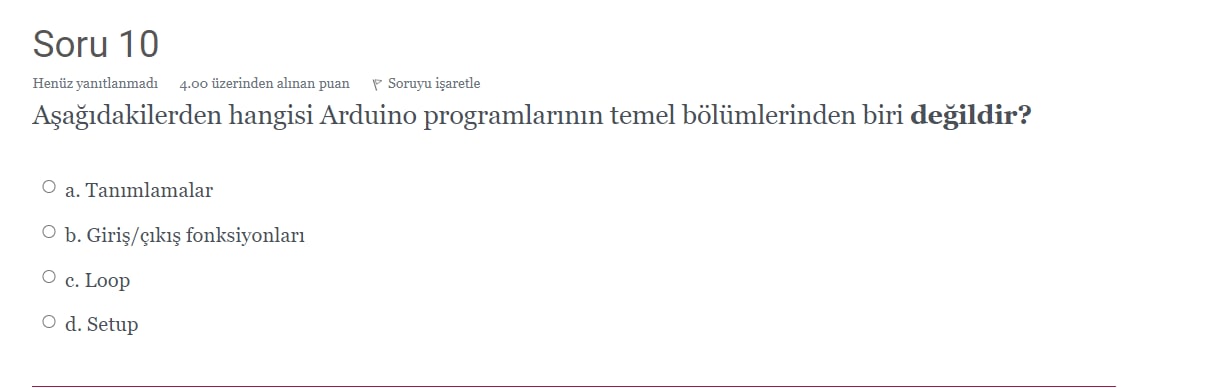 Soru 10
Henüz yanıtlanmadı 4.00 üzerinden alınan puan Soruyu işaretle
Aşağıdakilerden hangisi Arduino programlarının temel bölümlerinden biri değildir?
a. Tanımlamalar
b. Giriş/çıkış fonksiyonları
c. Loop
d. Setup